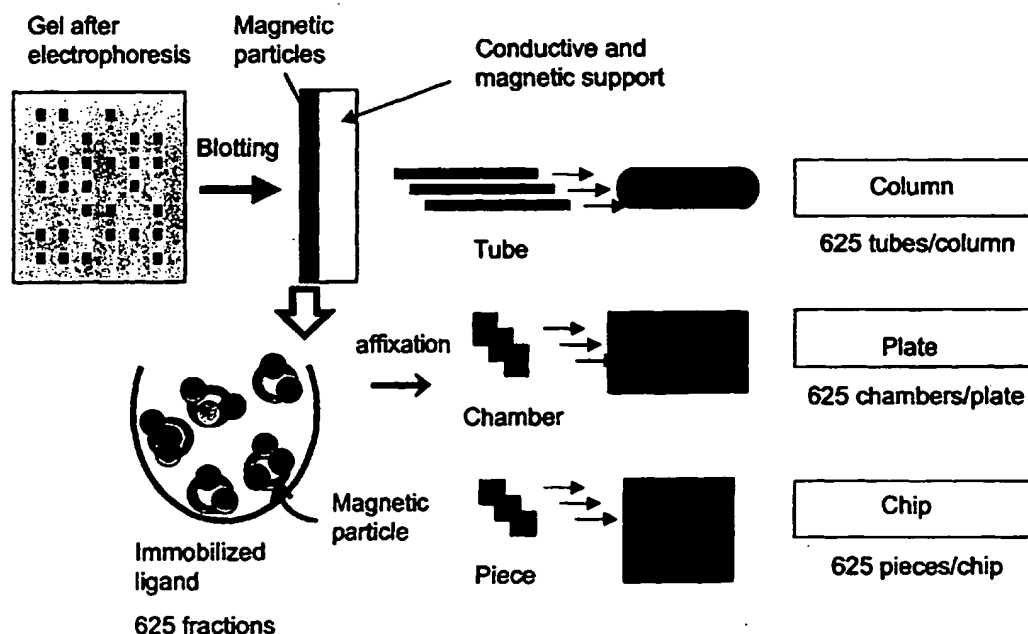 Gel after
electrophoresis
Magnetic
particles
Conductive and
magnetic support
Blotting
Tube
Column
625 tubes/column
affixation
Chamber
Plate
625 chambers/plate
Magnetic
particle
Immobilized
ligand
625 fractions
Piece
Chip
625 pieces/chip